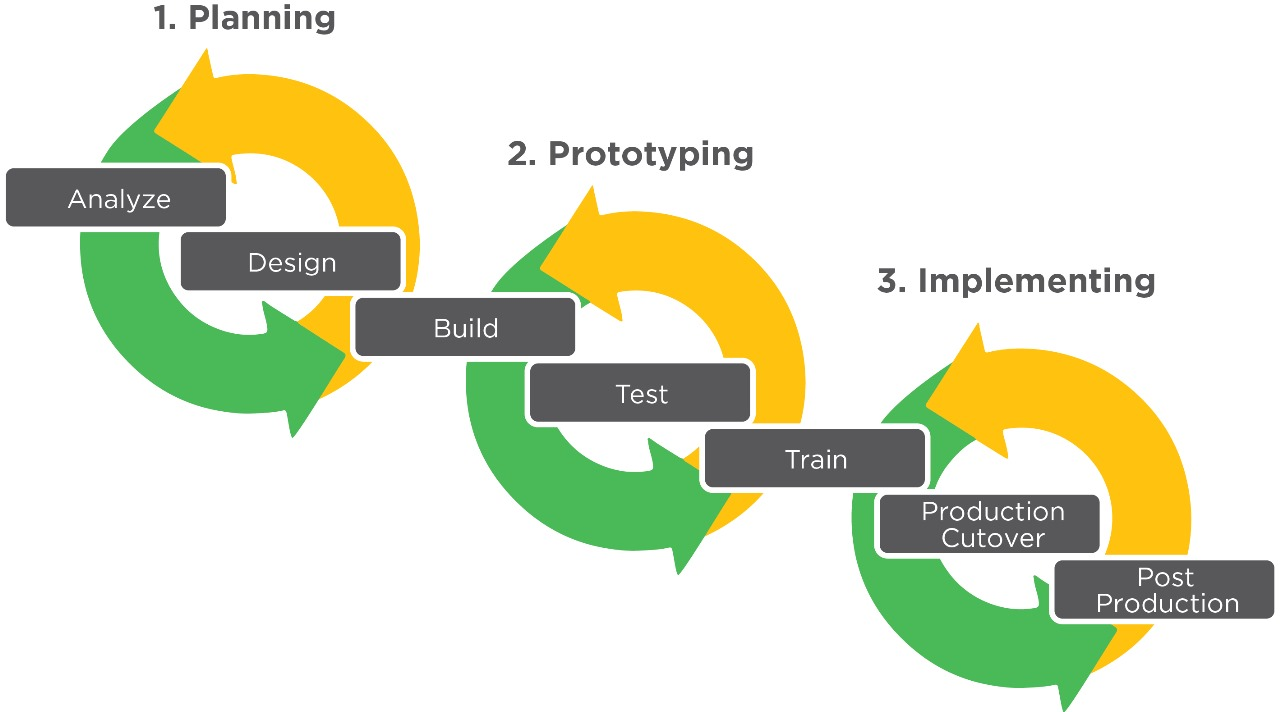 1. Planning
Analyze
Design
2. Prototyping
Build
Test
3. Implementing
Train
Production
Cutover
Post
Production